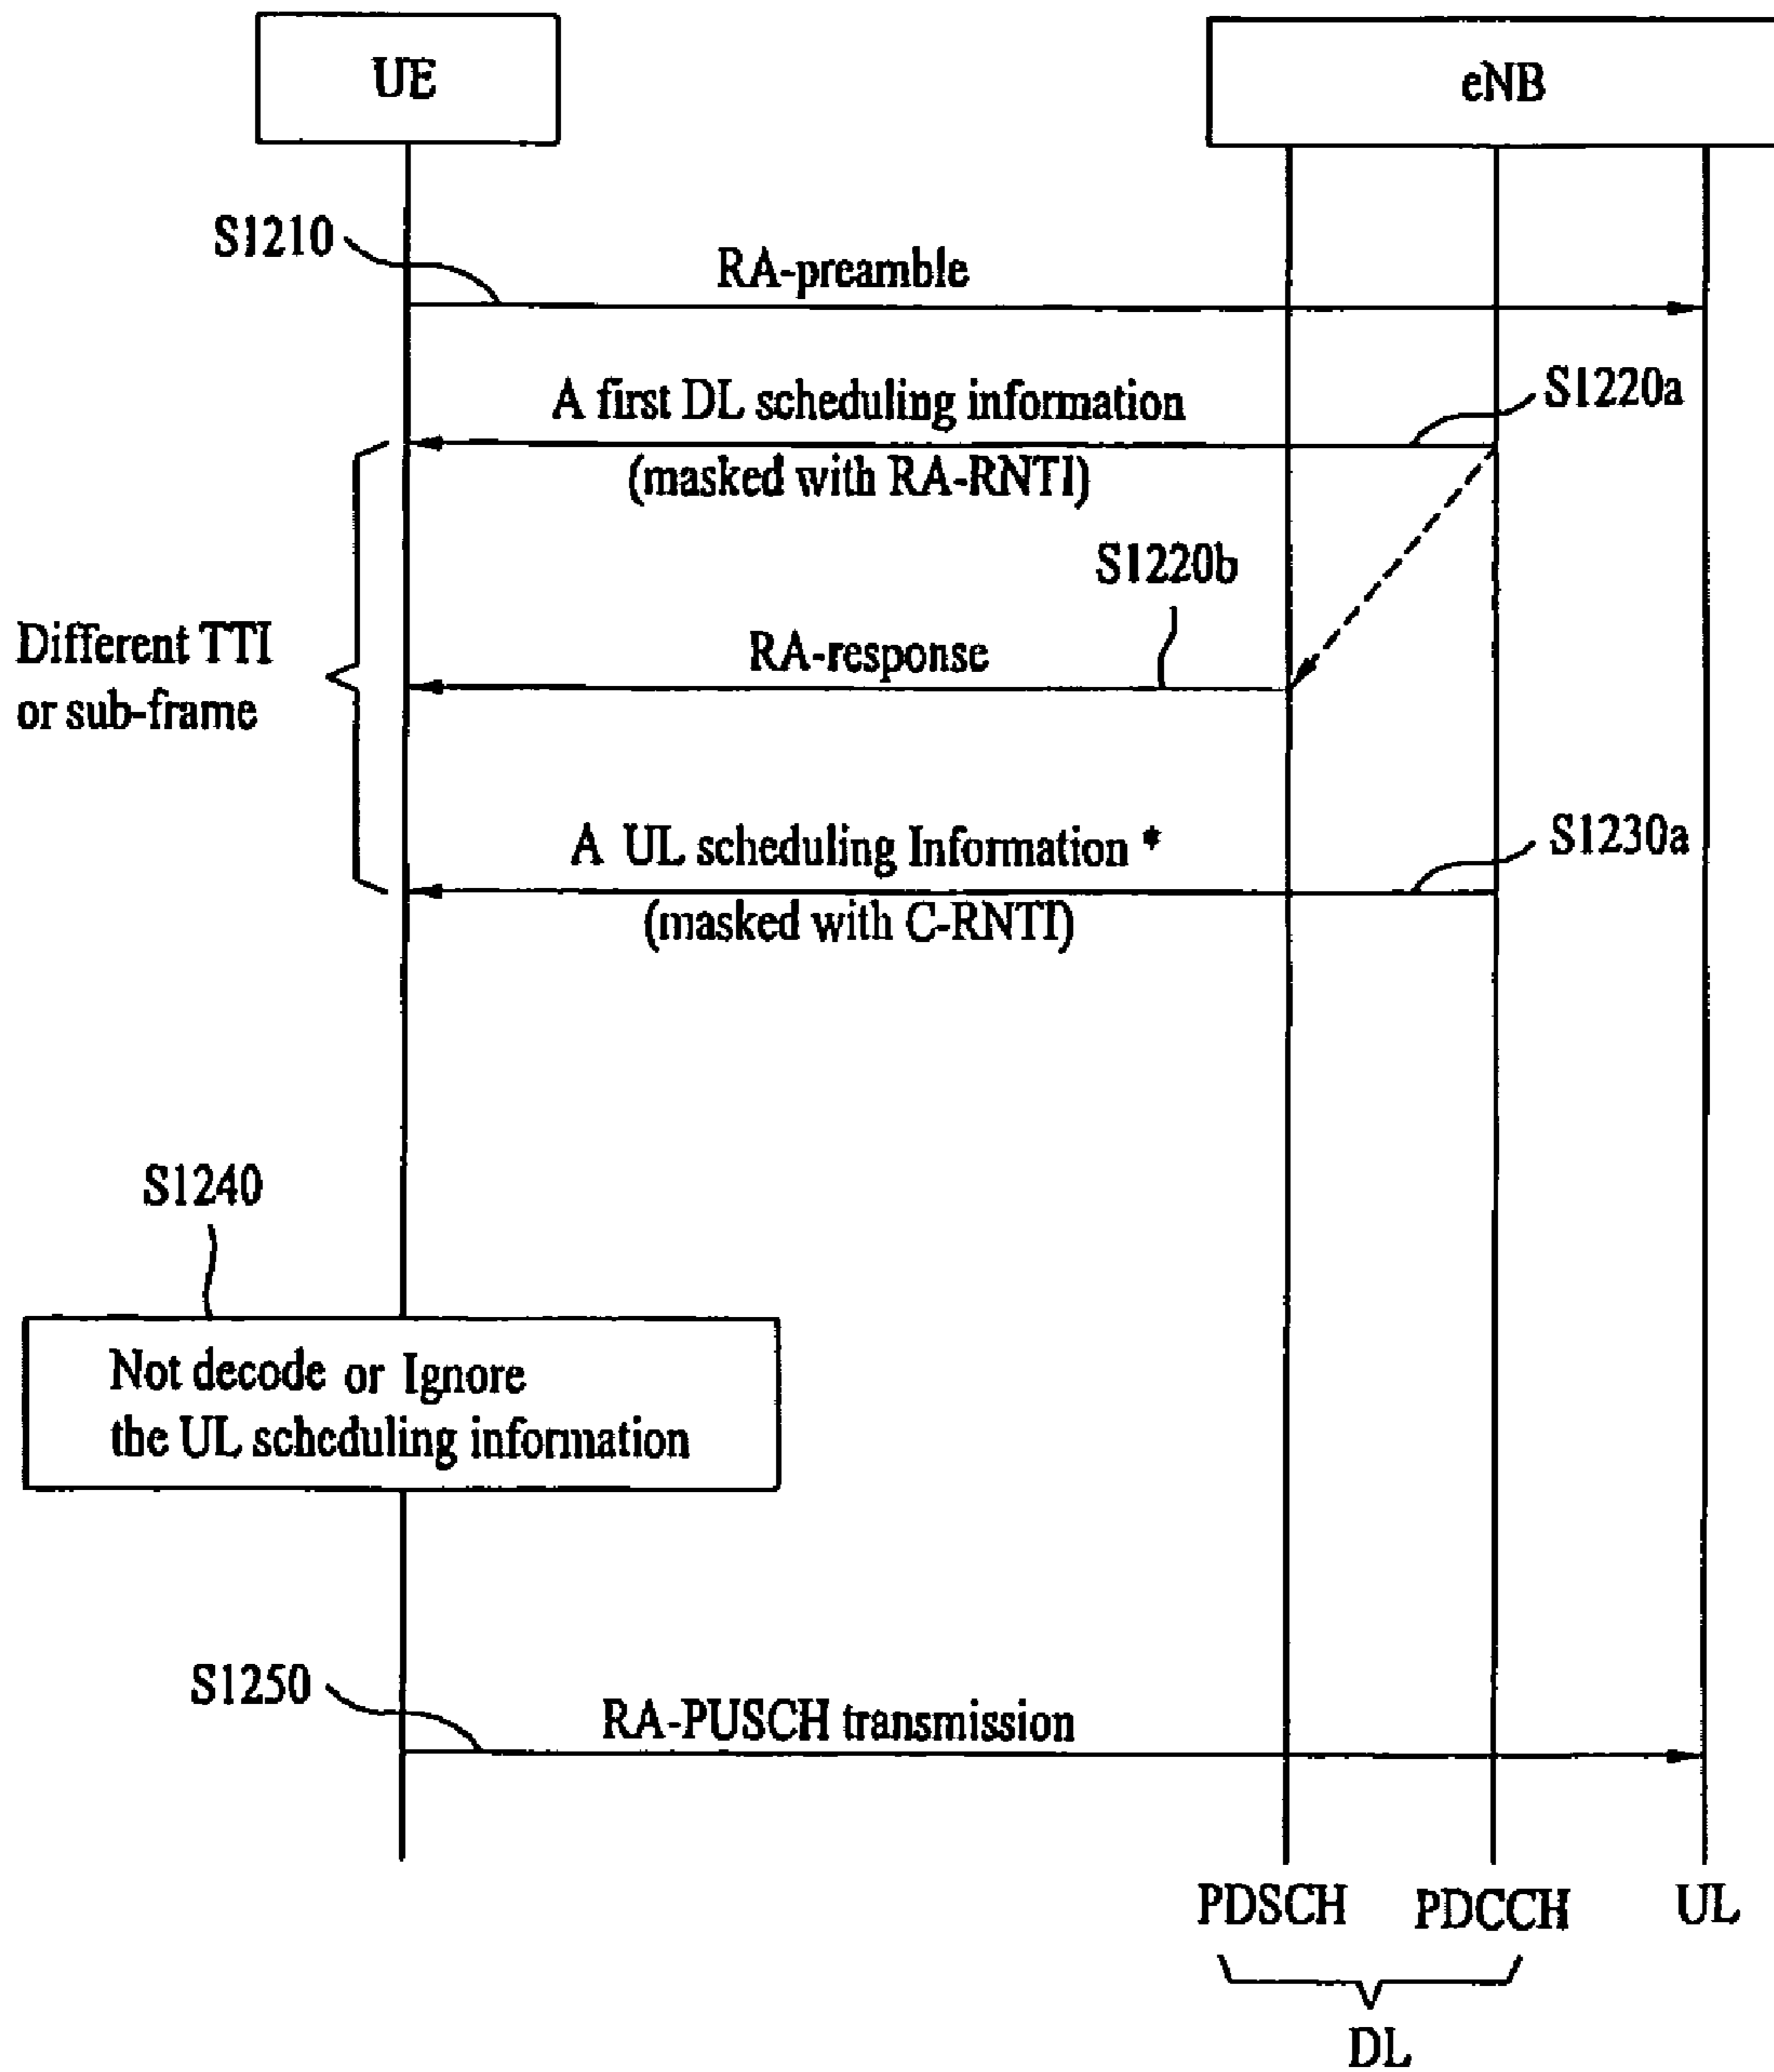 UE
eNB
S1210
RA-preamble
A first DL scheduling information
S1220a
(masked with RA-RNTI)
S1220b
Different TTI
or sub-frame
RA-response
A UL scheduling Information *
S1230a
(masked with C-RNTI)
S1240
Not decode or Ignore
the UL scheduling information
S1250
RA-PUSCH transmission
PDSCH
PDCCH
UL
DL